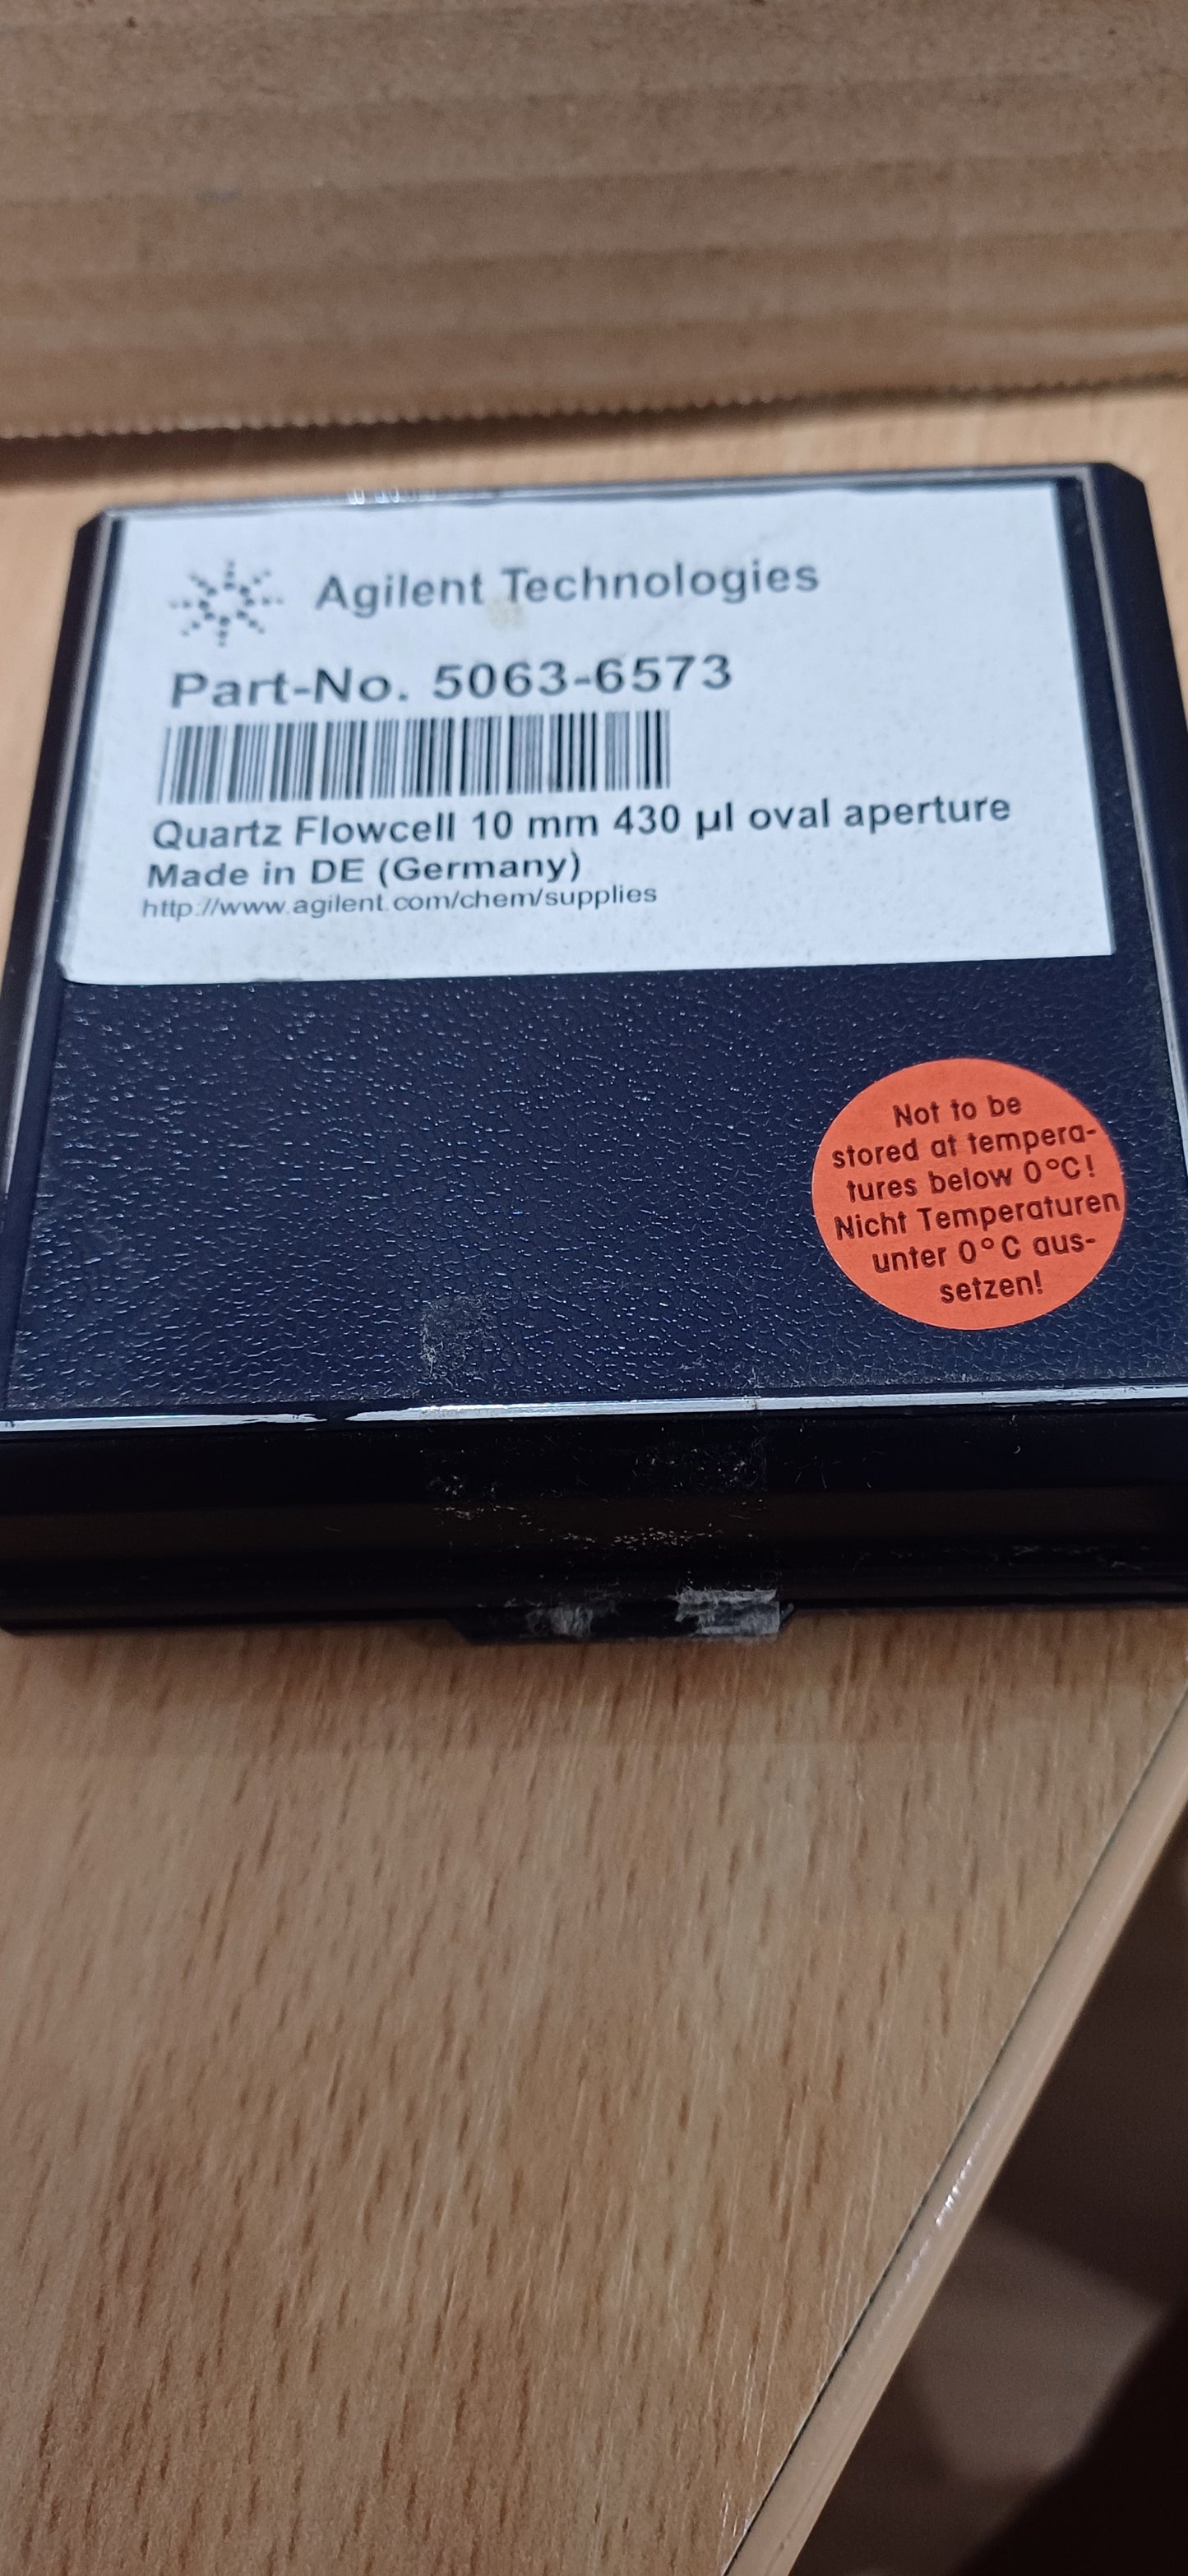 Agilent Technologies
Part-No. 5063-6573
Quartz Flowcell 10 mm 430 µl oval aperture
Made in DE (Germany)
http://www.agilent.com/chem/supplies
Not to be
stored at tempera-
tures below 0°C!
Nicht Temperaturen
unter 0°C aus-
setzen!